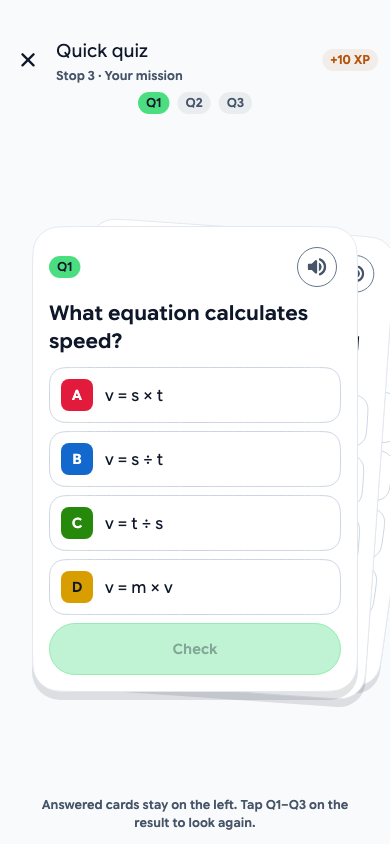 Quick quiz
Stop 3 · Your mission
+10 XP
Q1 Q2 Q3
Q1
What equation calculates
speed?
A v = s × t
B v = s ÷ t
C v = t ÷ s
D v = m × v
Check
Answered cards stay on the left. Tap Q1–Q3 on the
result to look again.